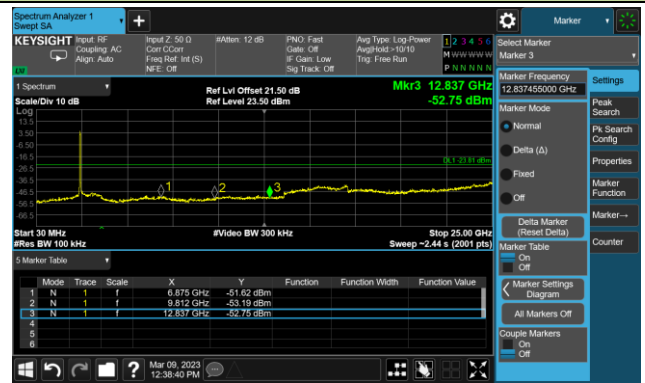 Spectrum Analyzer 1
Swept SA
Marker
KEYSIGHT
Input: RF
Coupling: AC
Align: Auto
Input Z: 50 Ω
Corr CCorr
Freq Ref: Int (S)
NFE: Off
#Atten: 12 dB
PNO: Fast
Gate: Off
IF Gain: Low
Sig Track: Off
Avg Type: Log-Power
Avg|Hold:>10/10
Trig: Free Run
1 2 3 4 5 6
M W W W W W
P N N N N N
Select Marker
Marker 3
1 Spectrum
Scale/Div 10 dB
Ref Lvl Offset 21.50 dB
Ref Level 23.50 dBm
Mkr3 12.837 GHz
-52.75 dBm
Log
13.5
3.50
-6.50
-16.5
-26.5
-36.5
-46.5
-56.5
-66.5
DL1 -23.81 dBm
1
2
3
Start 30 MHz
#Res BW 100 kHz
#Video BW 300 kHz
Stop 25.00 GHz
Sweep ~2.44 s (2001 pts)
5 Marker Table
Mode Trace Scale X Y Function Function Width Function Value
1 N 1 f 6.875 GHz -51.62 dBm
2 N 1 f 9.812 GHz -53.19 dBm
3 N 1 f 12.837 GHz -52.75 dBm
4
5
6
Marker Frequency
12.837455000 GHz
Marker Mode
Normal
Delta (Δ)
Fixed
Off
Delta Marker
(Reset Delta)
Marker Table
On
Off
Marker Settings
Diagram
All Markers Off
Couple Markers
On
Off
Settings
Peak
Search
Pk Search
Config
Properties
Marker
Function
Marker→
Counter
?
Mar 09, 2023
12:38:40 PM